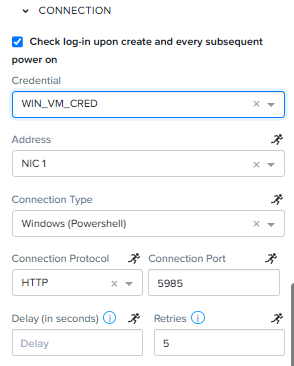 CONNECTION
Check log-in upon create and every subsequent
power on
Credential
WIN_VM_CRED
Address
NIC 1
Connection Type
Windows (Powershell)
Connection Protocol Connection Port
HTTP 5985
Delay (in seconds) Retries
Delay 5